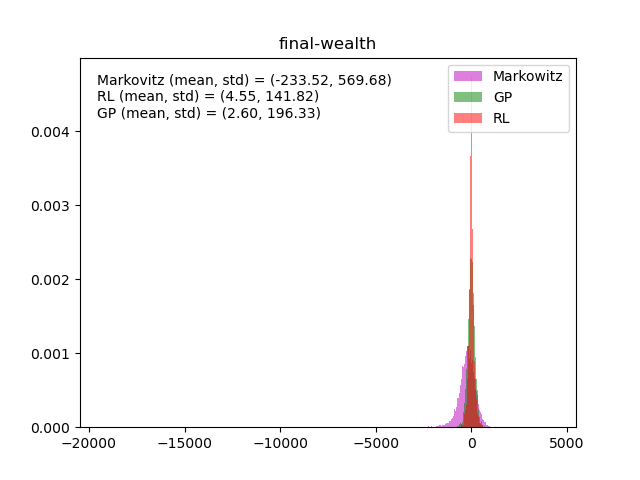 final-wealth
Markovitz (mean, std) = (-233.52, 569.68)
RL (mean, std) = (4.55, 141.82)
GP (mean, std) = (2.60, 196.33)
Markowitz
GP
RL
0.004
0.003
0.002
0.001
0.000
−20000 −15000 −10000 −5000 0 5000